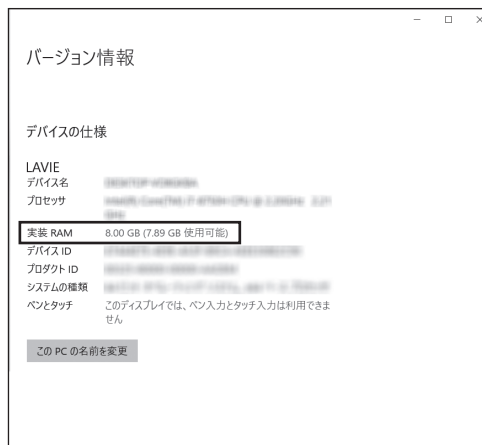 バージョン情報
デバイスの仕様
LAVIE
デバイス名
プロセッサ
実装 RAM 8.00 GB (7.89 GB 使用可能)
デバイス ID
プロダクト ID
システムの種類
ペンとタッチ このディスプレイでは、ペン入力とタッチ入力は利用できま
せん
この PC の名前を変更